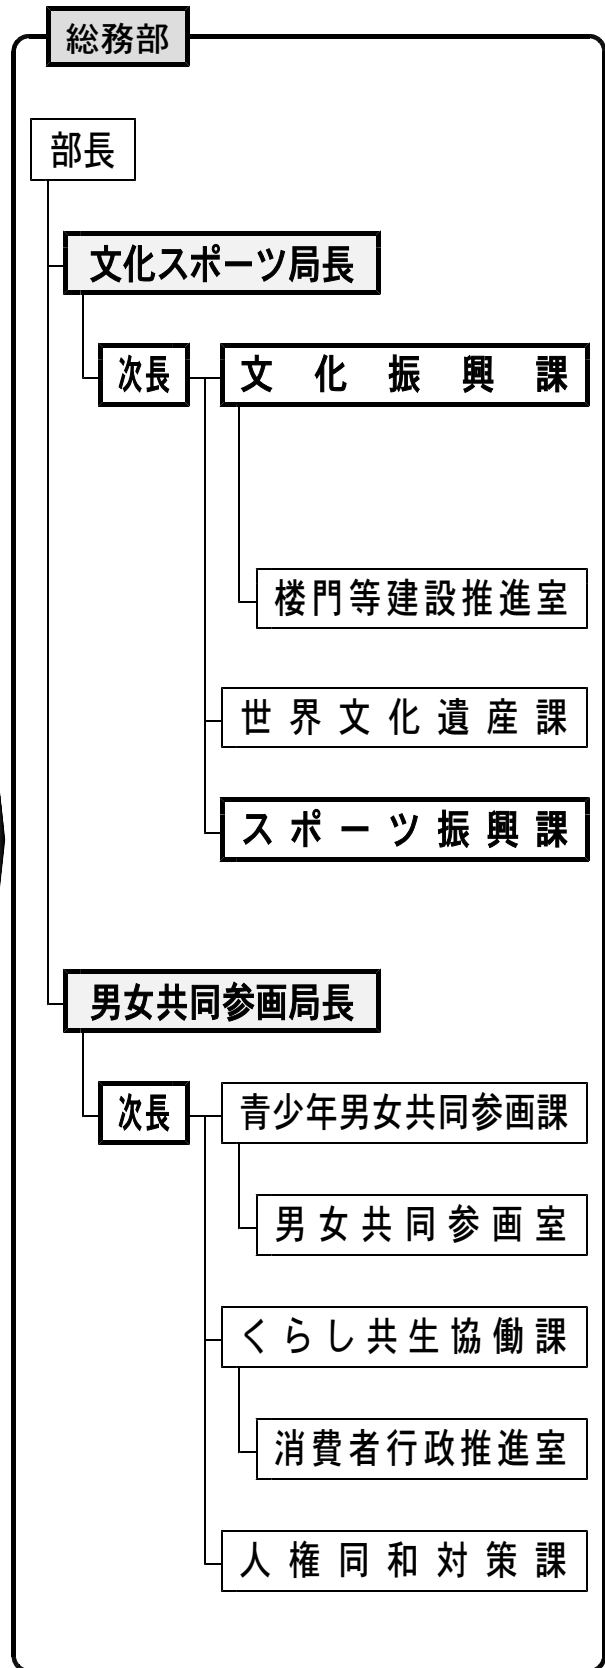 総務部
部長
文化スポーツ局長
次長
文化振興課
楼門等建設推進室
世界文化遺産課
スポーツ振興課
男女共同参画局長
次長
青少年男女共同参画課
男女共同参画室
くらし共生協働課
消費者行政推進室
人権同和対策課